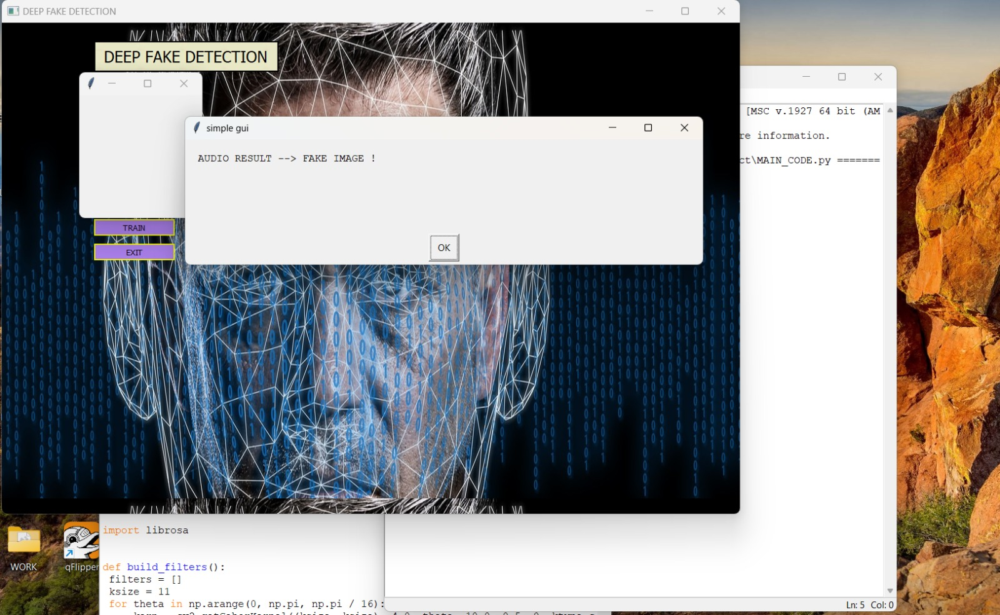 DEEP FAKE DETECTION
DEEP FAKE DETECTION
[MSC v.1927 64 bit (AM
re information.
ct\MAIN_CODE.py =======
simple gui
AUDIO RESULT --> FAKE IMAGE !
OK
TRAIN
EXIT
import librosa
def build_filters():
filters = []
ksize = 11
for theta in np.arange(0, np.pi, np.pi / 16):
WORK
qFlipper
Ln: 5 Col: 0